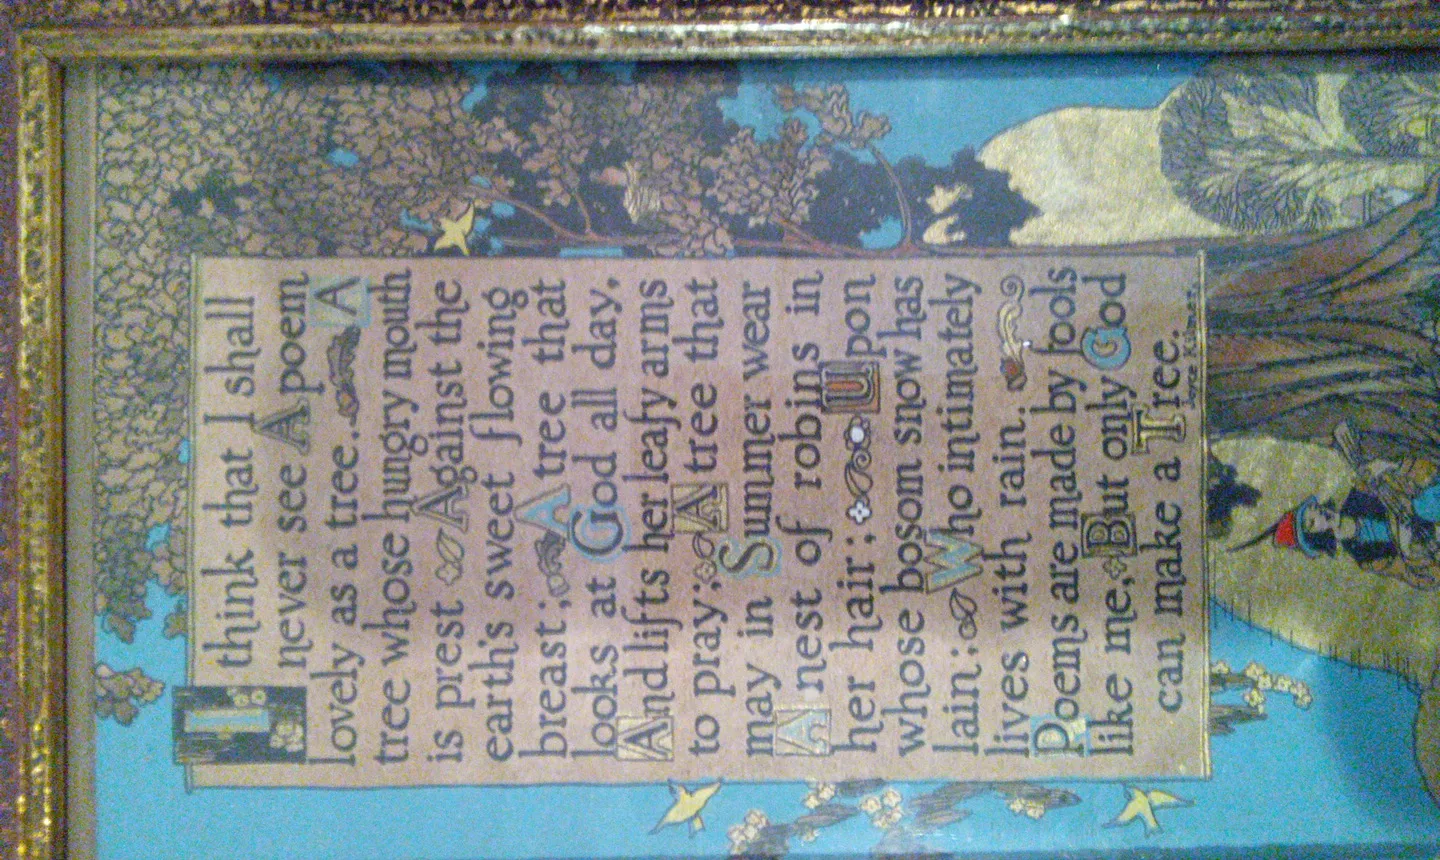 I think that I shall
never see A poem
lovely as a tree. A
tree whose hungry mouth
is prest Against the
earth's sweet flowing
breast; A tree that
looks at God all day,
And lifts her leafy arms
to pray; A tree that
may in Summer wear
A nest of robins in
her hair; Upon
whose bosom snow has
lain; Who intimately
lives with rain.
Poems are made by fools
like me, But only God
can make a Tree.
Joyce Kilmer